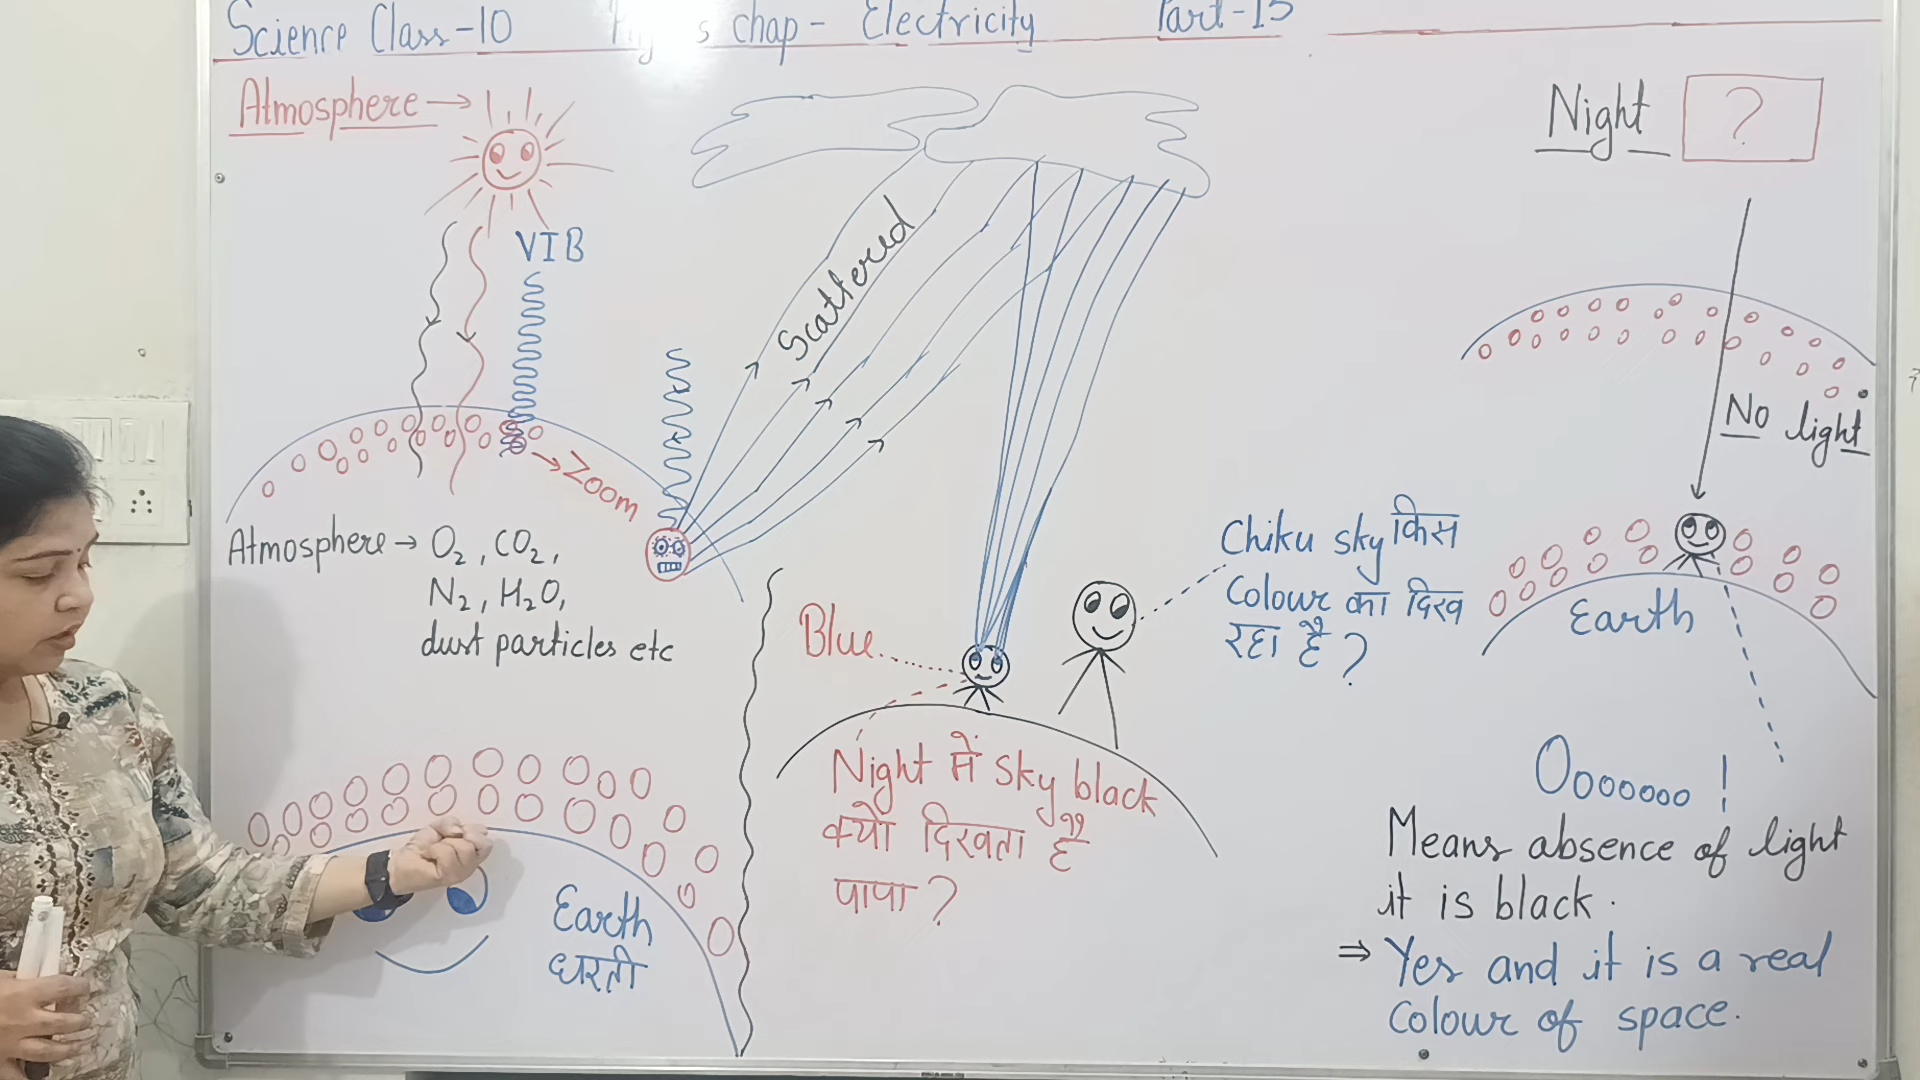 Science Class-10 chap- Electricity Part-15
Atmosphere →
VIB
Scattered
Zoom
Atmosphere → O₂, CO₂,
N₂, H₂O,
dust particles etc
Earth
धरती
Blue
Chiku sky किस
Colour का दिख
रहा है ?
Night में sky black
क्यों दिखता है
पापा ?
Night ?
No light
Earth
Ooooooo !
Means absence of light
it is black.
⇒ Yes and it is a real
Colour of space.